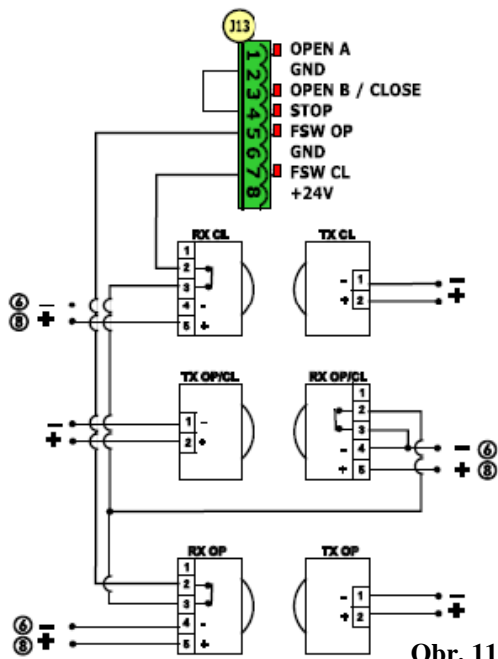 J13
1 OPEN A
2 GND
3 OPEN B / CLOSE
4 STOP
5 FSW OP
6 GND
7 FSW CL
8 +24V
RX CL
1
2
3
4 -
5 +
⑥ -
⑧ +
TX CL
- 1 -
+ 2 +
TX OP/CL
- 1 -
+ 2 +
RX OP/CL
1
2
3
- 4 - ⑥
+ 5 + ⑧
RX OP
1
2
3
⑥ - 4 -
⑧ + 5 +
TX OP
- 1 -
+ 2 +
Obr. 11